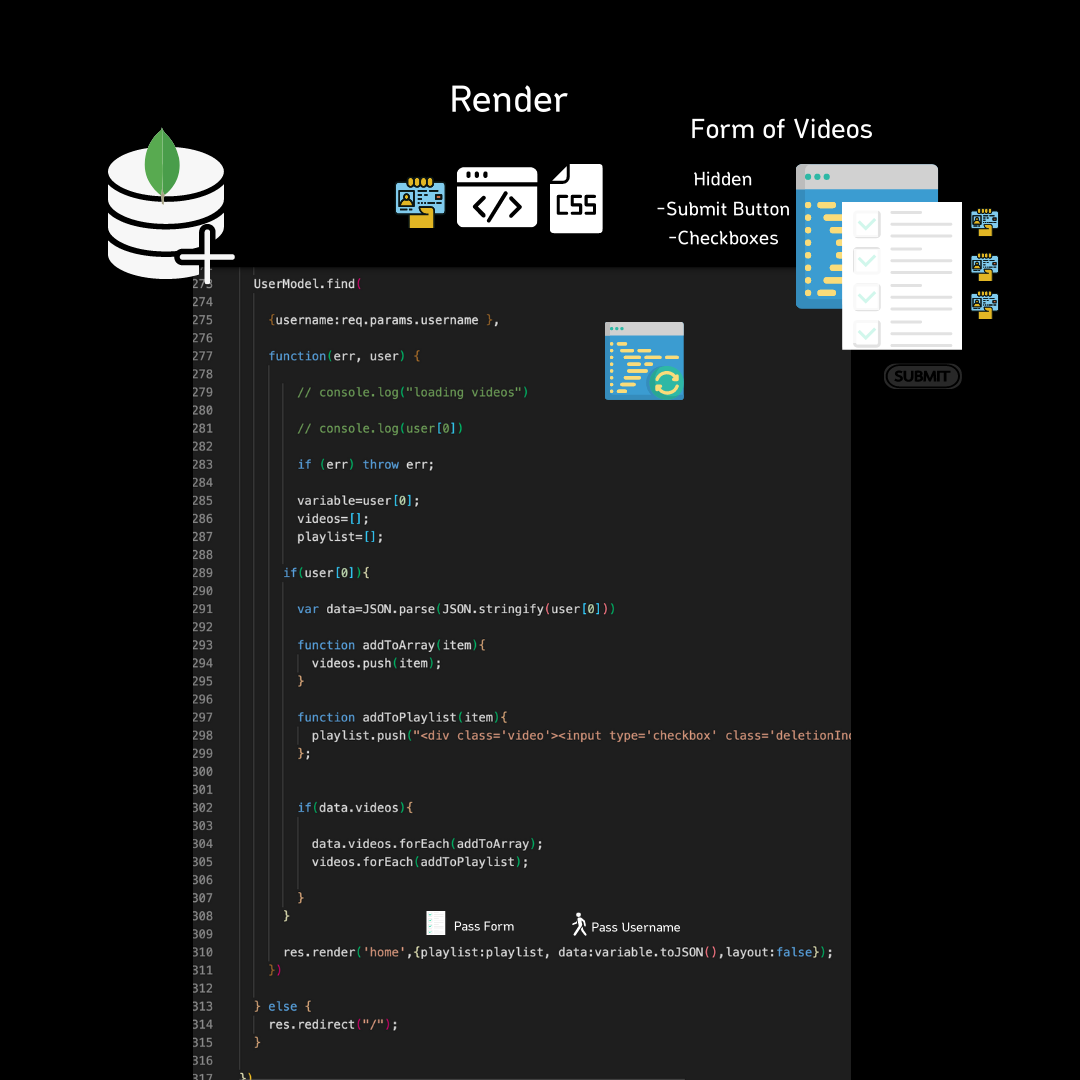 Render
Form of Videos
Hidden
-Submit Button
-Checkboxes
</>
CSS
SUBMIT
273 UserModel.find(
274
275 {username:req.params.username },
276
277 function(err, user) {
278
279 // console.log("loading videos")
280
281 // console.log(user[0])
282
283 if (err) throw err;
284
285 variable=user[0];
286 videos=[];
287 playlist=[];
288
289 if(user[0]){
290
291 var data=JSON.parse(JSON.stringify(user[0]))
292
293 function addToArray(item){
294 videos.push(item);
295 }
296
297 function addToPlaylist(item){
298 playlist.push("<div class='video'><input type='checkbox' class='deletionInd
299 };
300
301
302 if(data.videos){
303
304 data.videos.forEach(addToArray);
305 videos.forEach(addToPlaylist);
306
307 }
308 }
Pass Form
Pass Username
309
310 res.render('home',{playlist:playlist, data:variable.toJSON(),layout:false});
311 })
312
313 } else {
314 res.redirect("/");
315 }
316
317 })